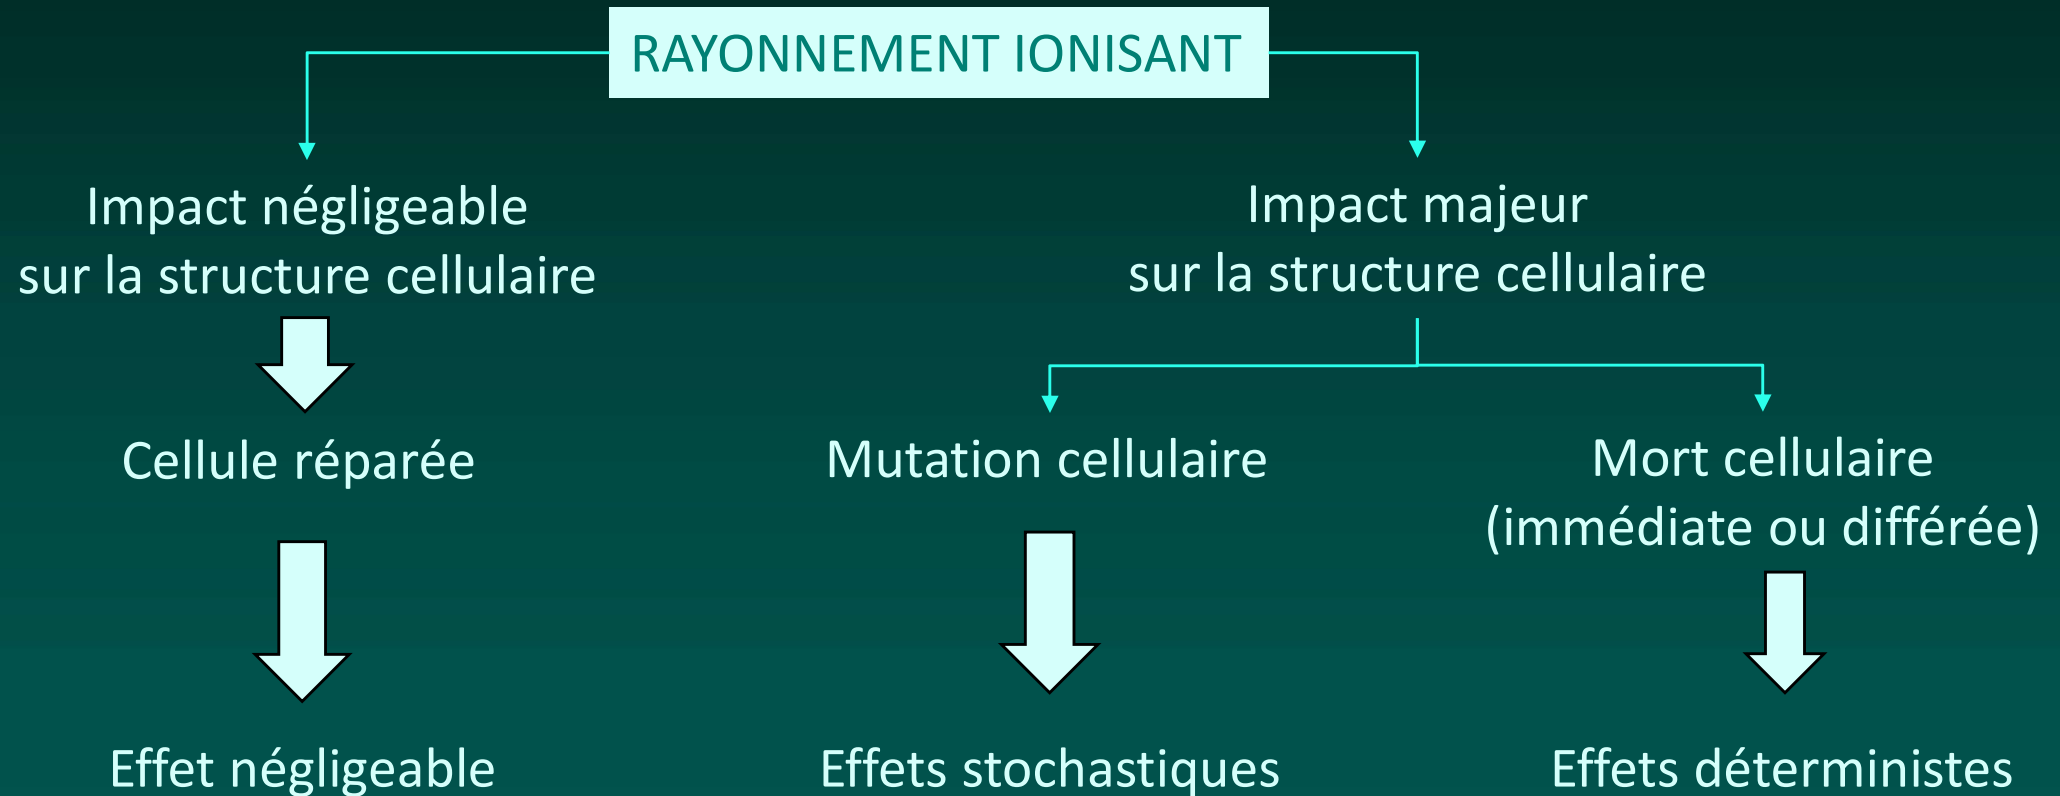 RAYONNEMENT IONISANT
Impact négligeable
sur la structure cellulaire
Impact majeur
sur la structure cellulaire
Cellule réparée
Mutation cellulaire
Mort cellulaire
(immédiate ou différée)
Effet négligeable
Effets stochastiques
Effets déterministes